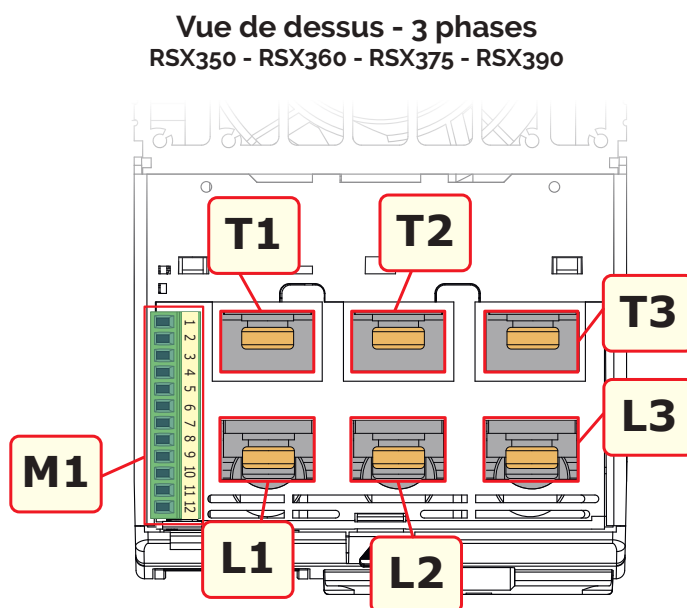 Vue de dessus - 3 phases
RSX350 - RSX360 - RSX375 - RSX390
T1
T2
T3
L3
M1
1
2
3
4
5
6
7
8
9
10
11
12
L1
L2